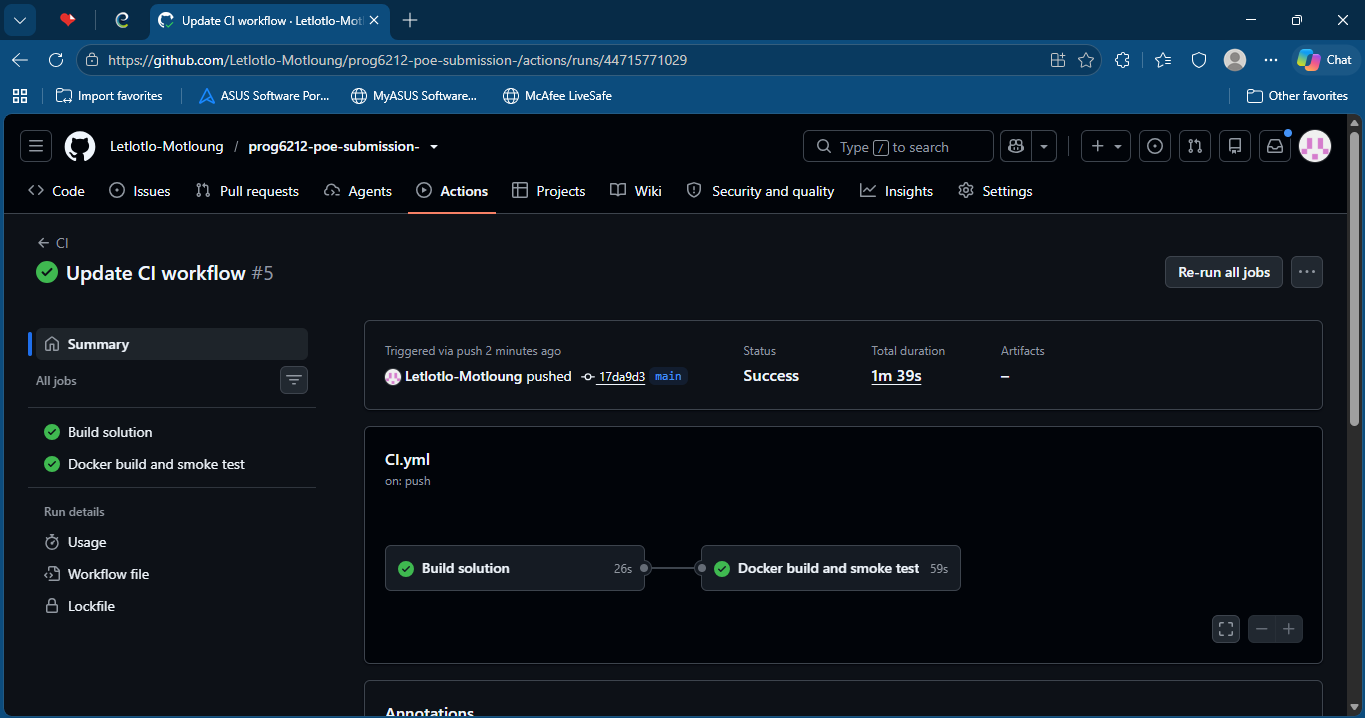 Update CI workflow · Letlotlo-Mot
https://github.com/Letlotlo-Motloung/prog6212-poe-submission-/actions/runs/44715771029
Chat
Import favorites
ASUS Software Por...
MyASUS Software...
McAfee LiveSafe
Other favorites
Letlotlo-Motloung / prog6212-poe-submission-
Type / to search
Code
Issues
Pull requests
Agents
Actions
Projects
Wiki
Security and quality
Insights
Settings
CI
Update CI workflow #5
Re-run all jobs
Summary
All jobs
Build solution
Docker build and smoke test
Run details
Usage
Workflow file
Lockfile
Triggered via push 2 minutes ago
Letlotlo-Motloung pushed 17da9d3 main
Status
Success
Total duration
1m 39s
Artifacts
–
CI.yml
on: push
Build solution 26s
Docker build and smoke test 59s
Annotations